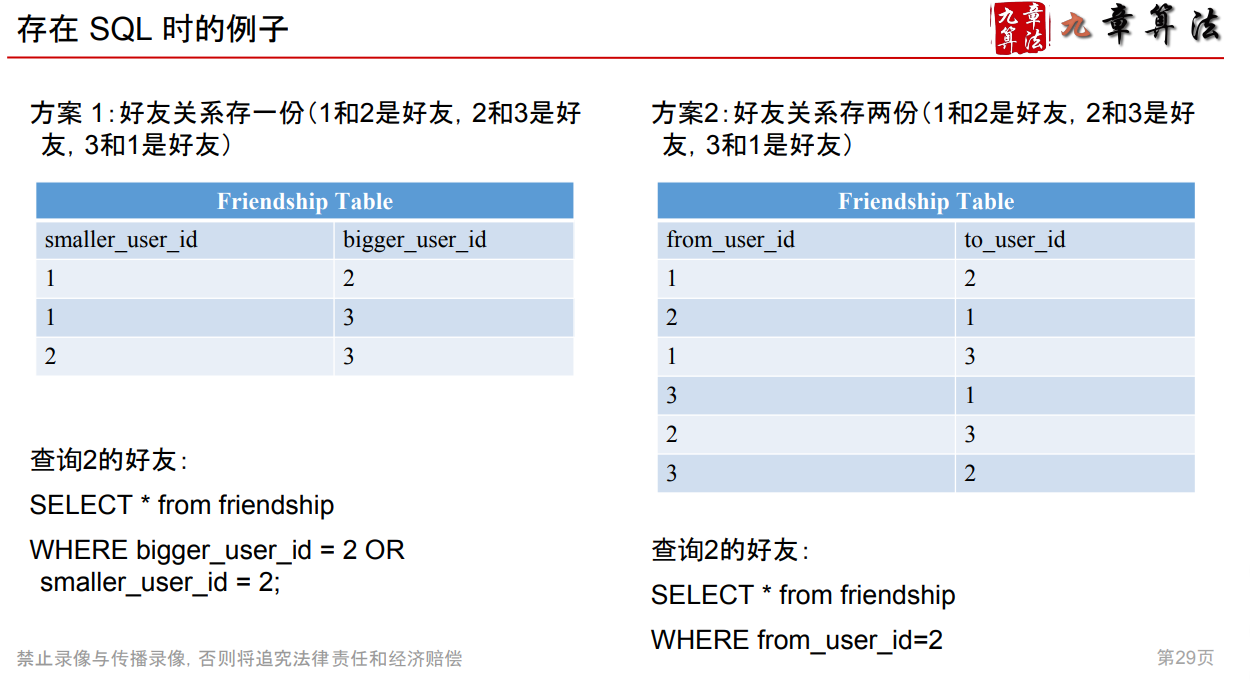 存在 SQL 时的例子
九章算法
九章算法
方案 1：好友关系存一份（1和2是好友, 2和3是好
友, 3和1是好友）
Friendship Table
smaller_user_id bigger_user_id
1 2
1 3
2 3
查询2的好友：
SELECT * from friendship
WHERE bigger_user_id = 2 OR
smaller_user_id = 2;
方案2：好友关系存两份（1和2是好友, 2和3是好
友, 3和1是好友）
Friendship Table
from_user_id to_user_id
1 2
2 1
1 3
3 1
2 3
3 2
查询2的好友：
SELECT * from friendship
WHERE from_user_id=2
禁止录像与传播录像, 否则将追究法律责任和经济赔偿
第29页